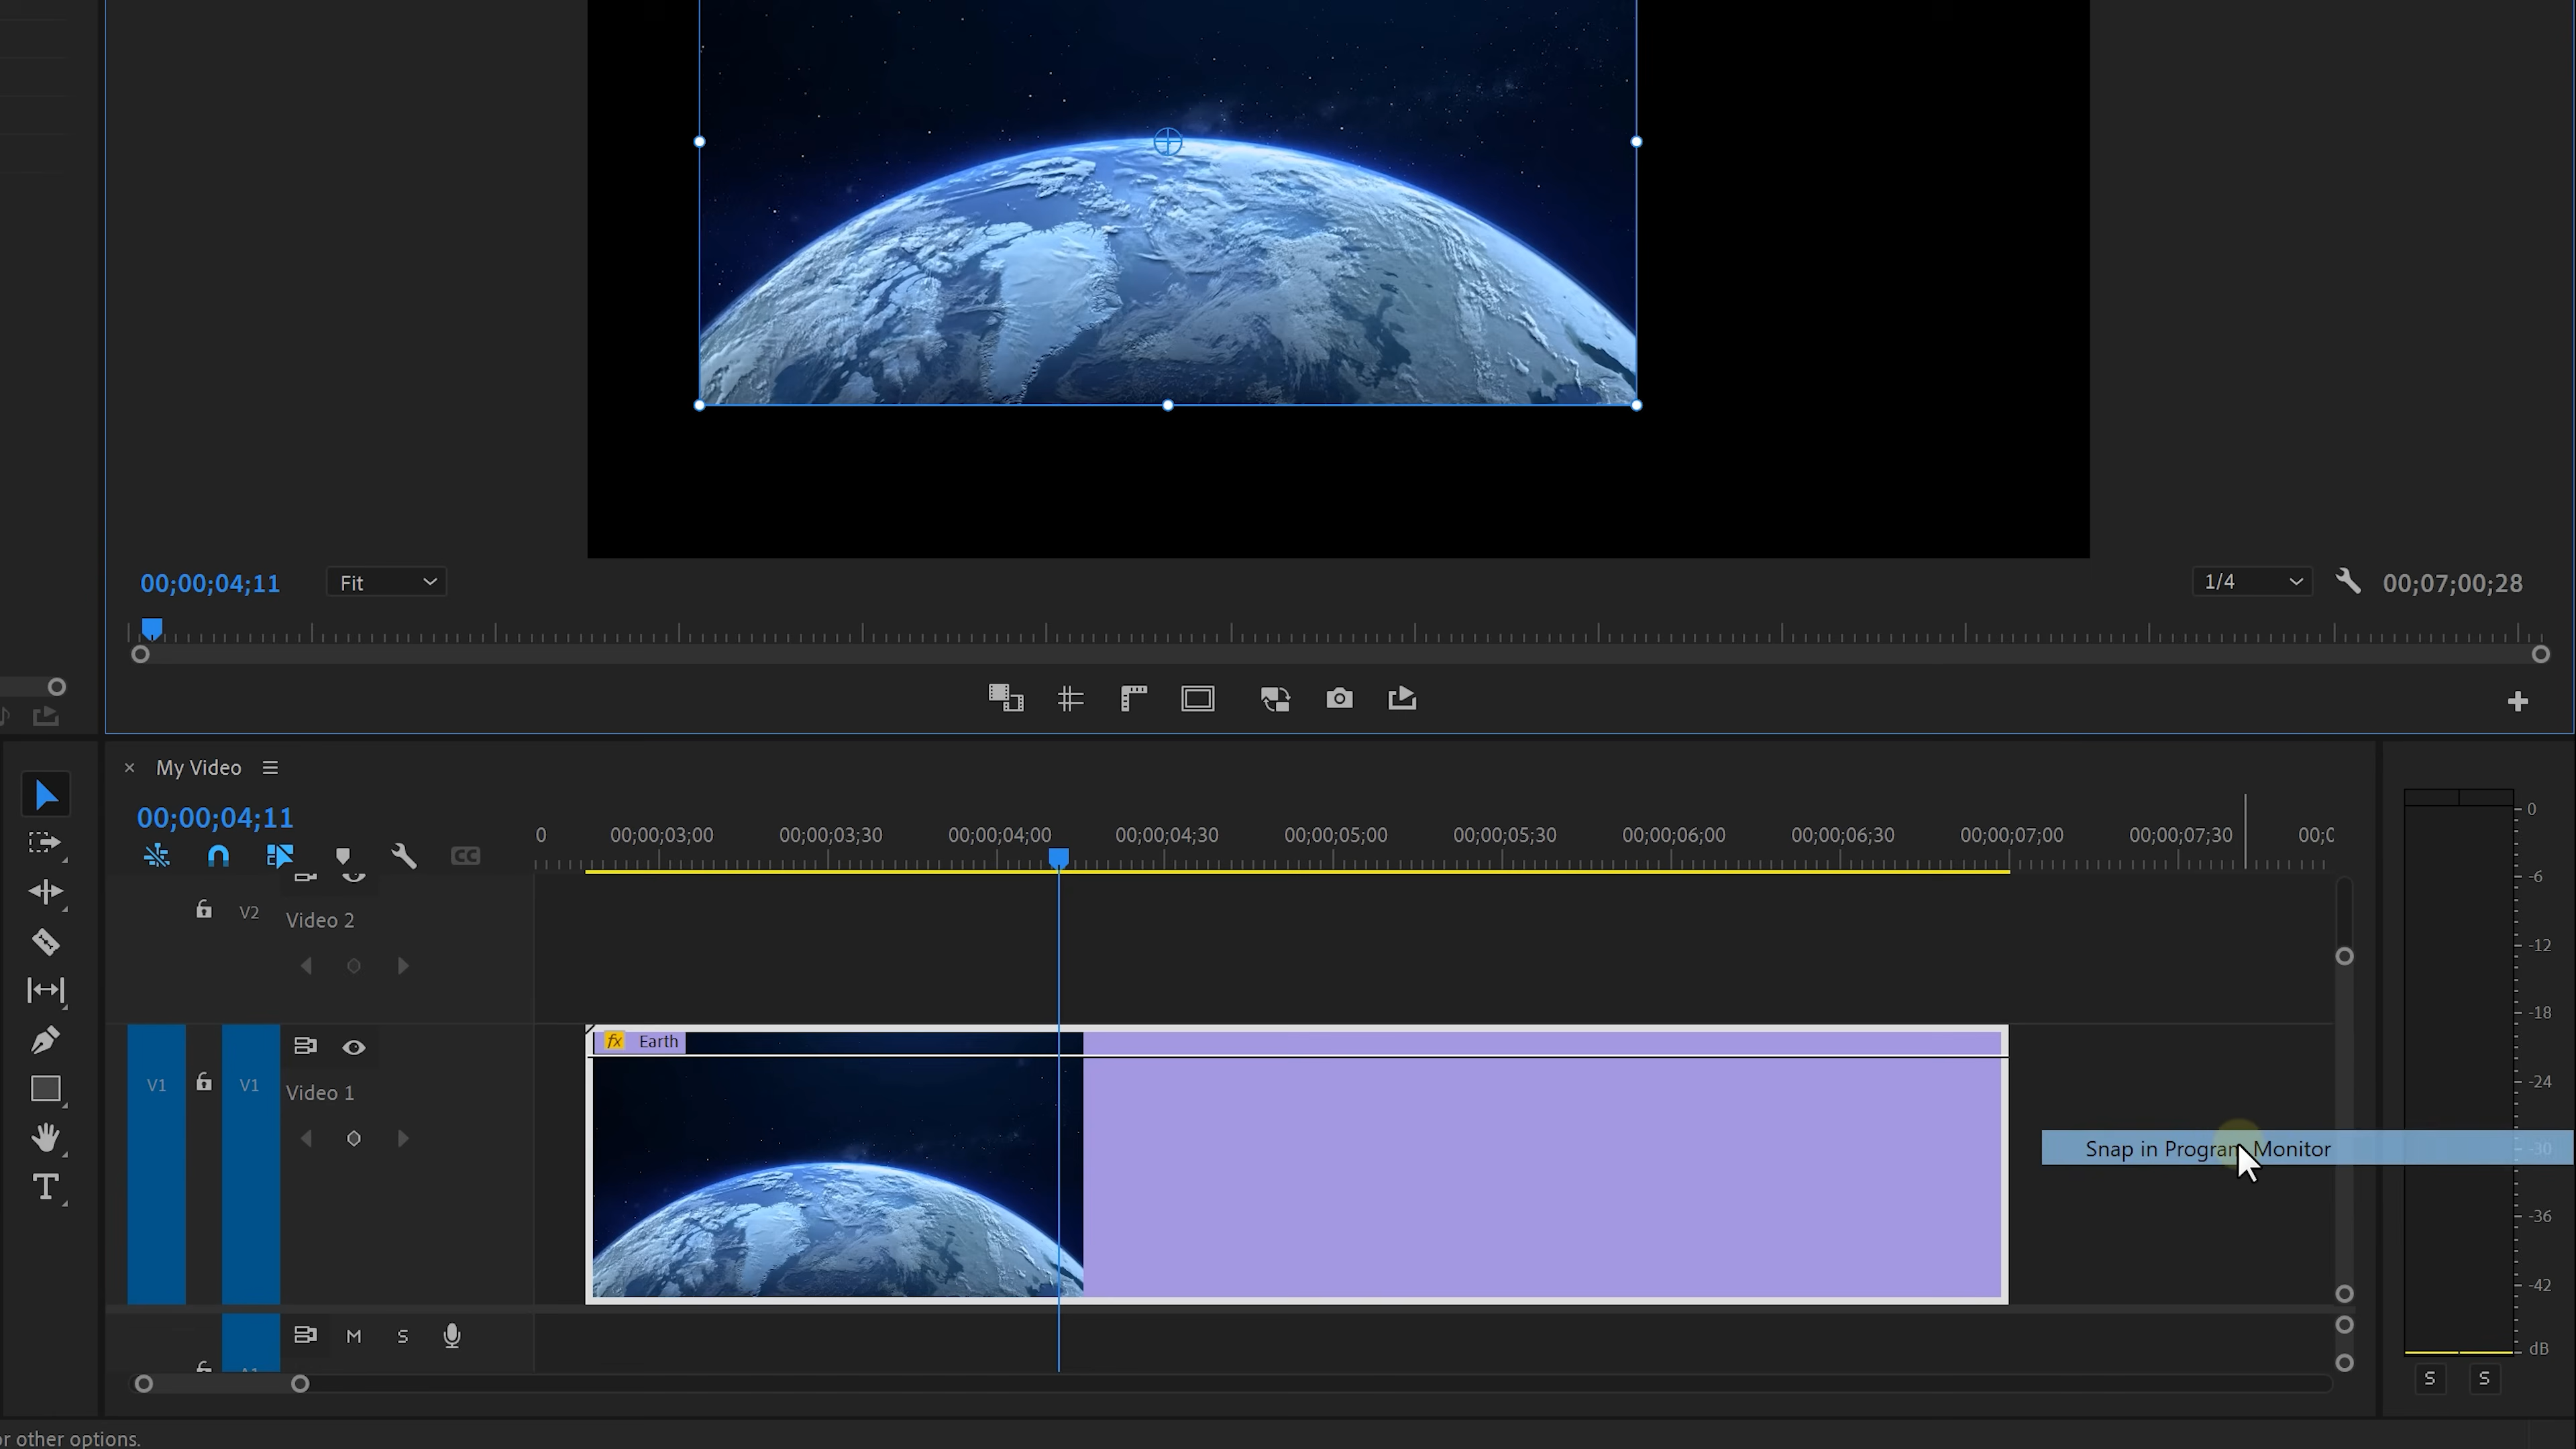 00;00;04;11
Fit
1/4
00;07;00;28
My Video
00;00;04;11
0 00;00;03;00 00;00;03;30 00;00;04;00 00;00;04;30 00;00;05;00 00;00;05;30 00;00;06;00 00;00;06;30 00;00;07;00 00;00;07;30 00;0
CC
V2
Video 2
fx Earth
V1
V1
Video 1
Snap in Program Monitor
M S
0
-6
-12
-18
-24
-30
-36
-42
dB
S S
T
or other options.